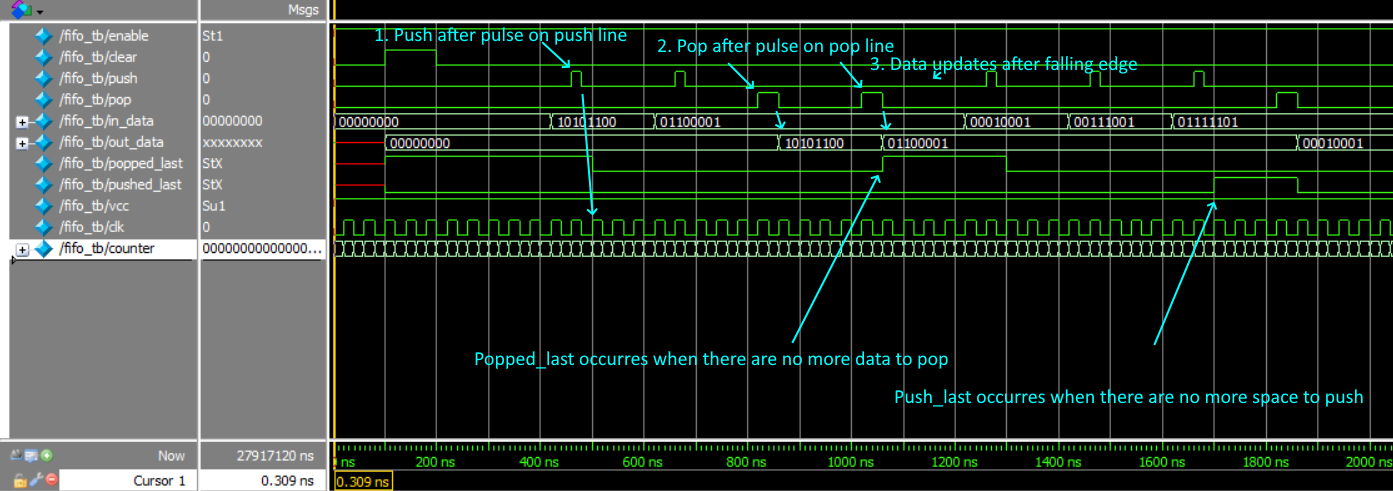 Msgs
/fifo_tb/enable St1
/fifo_tb/clear 0
/fifo_tb/push 0
/fifo_tb/pop 0
/fifo_tb/in_data 00000000 00000000 10101100 01100001 00010001 00111001 01111101
/fifo_tb/out_data xxxxxxxx 00000000 10101100 01100001 00010001
/fifo_tb/popped_last StX
/fifo_tb/pushed_last StX
/fifo_tb/vcc Su1
/fifo_tb/clk 0
/fifo_tb/counter 00000000000000...
1. Push after pulse on push line
2. Pop after pulse on pop line
3. Data updates after falling edge
Popped_last occurres when there are no more data to pop
Push_last occurres when there are no more space to push
Now 27917120 ns
ns 200 ns 400 ns 600 ns 800 ns 1000 ns 1200 ns 1400 ns 1600 ns 1800 ns 2000 ns
Cursor 1 0.309 ns 0.309 ns